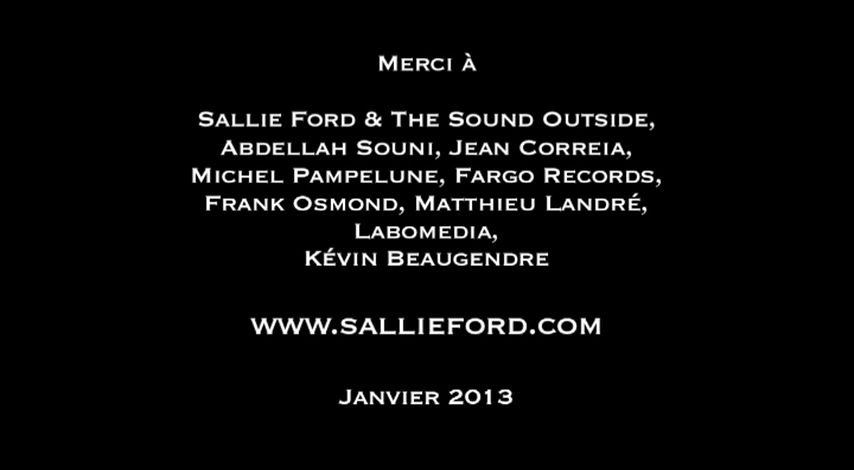 Merci à
Sallie Ford & The Sound Outside,
Abdellah Souni, Jean Correia,
Michel Pampelune, Fargo Records,
Frank Osmond, Matthieu Landré,
Labomedia,
Kévin Beaugendre
www.sallieford.com
Janvier 2013